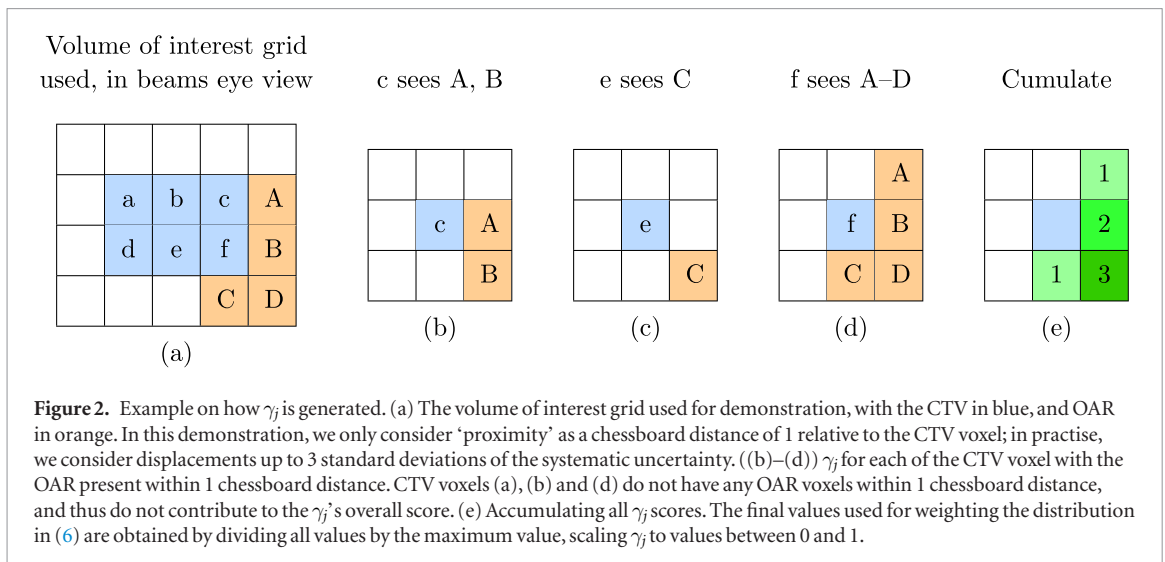 Volume of interest grid
used, in beams eye view
c sees A, B
e sees C
f sees A–D
Cumulate
a b c A
d e f B
C D
(a)
c A
B
(b)
e
C
(c)
A
f B
C D
(d)
1
2
1 3
(e)
Figure 2. Example on how γj is generated. (a) The volume of interest grid used for demonstration, with the CTV in blue, and OAR
in orange. In this demonstration, we only consider ‘proximity’ as a chessboard distance of 1 relative to the CTV voxel; in practise,
we consider displacements up to 3 standard deviations of the systematic uncertainty. ((b)–(d)) γj for each of the CTV voxel with the
OAR present within 1 chessboard distance. CTV voxels (a), (b) and (d) do not have any OAR voxels within 1 chessboard distance,
and thus do not contribute to the γj’s overall score. (e) Accumulating all γj scores. The final values used for weighting the distribution
in (6) are obtained by dividing all values by the maximum value, scaling γj to values between 0 and 1.